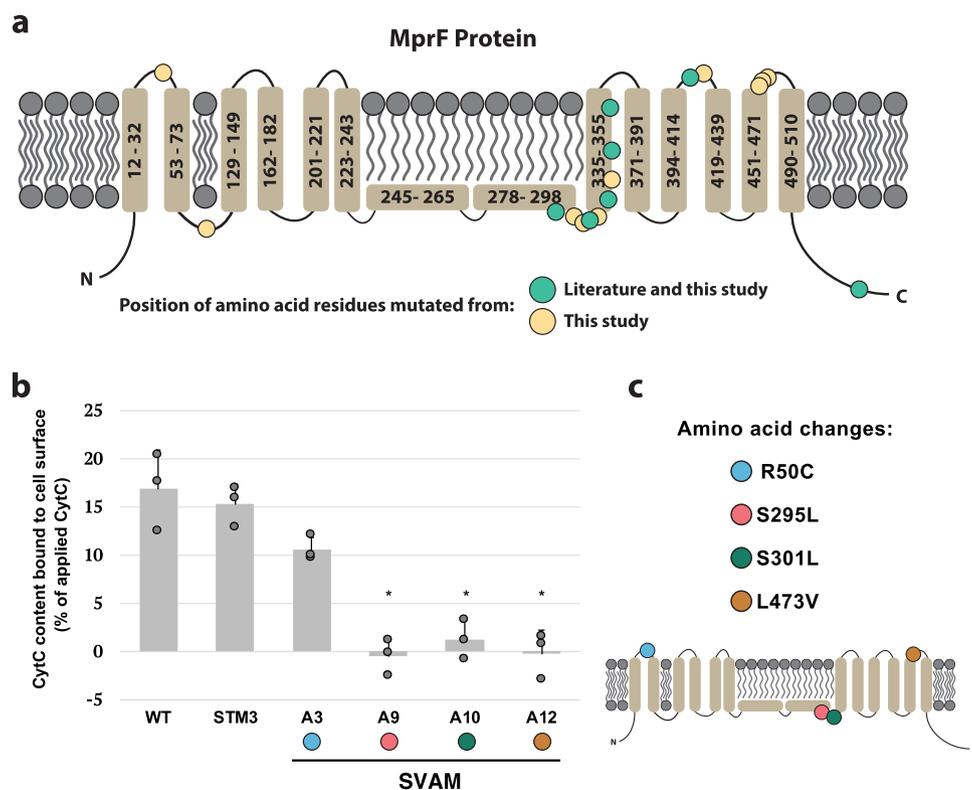 a
MprF Protein
12 - 32
53 - 73
129 - 149
162 - 182
201 - 221
223 - 243
245- 265
278- 298
335- 355
371- 391
394- 414
419- 439
451- 471
490- 510
N
C
Position of amino acid residues mutated from:
Literature and this study
This study
b
CytC content bound to cell surface
(% of applied CytC)
25
20
15
10
5
0
-5
* * *
WT STM3 A3 A9 A10 A12
SVAM
c
Amino acid changes:
R50C
S295L
S301L
L473V
N